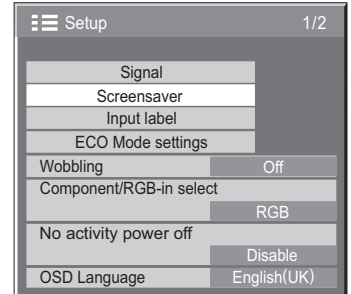 Setup 1/2
Signal
Screensaver
Input label
ECO Mode settings
Wobbling Off
Component/RGB-in select
RGB
No activity power off
Disable
OSD Language English(UK)